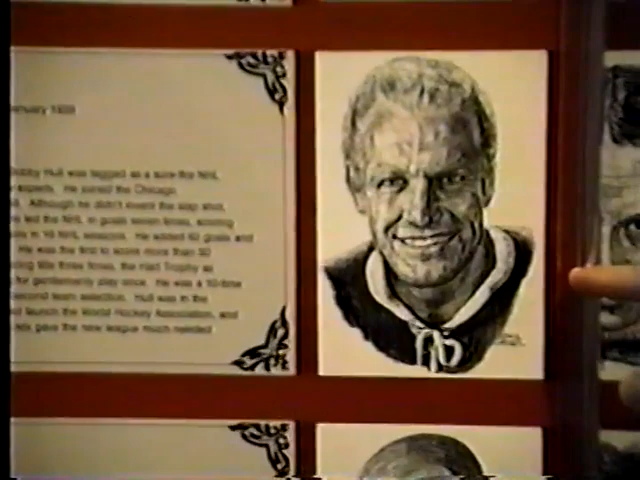 January 1939
Bobby Hull was tagged as a sure-fire NHL
experts. He joined the Chicago
Although he didn't invent the slap shot,
he led the NHL in goals seven times, scoring
in 16 NHL seasons. He added 62 goals and
He was the first to score more than 50
title three times, the Hart Trophy as
for gentlemanly play once. He was a 10-time
second team selection. Hull was in the
launch the World Hockey Association, and
gave the new league much needed